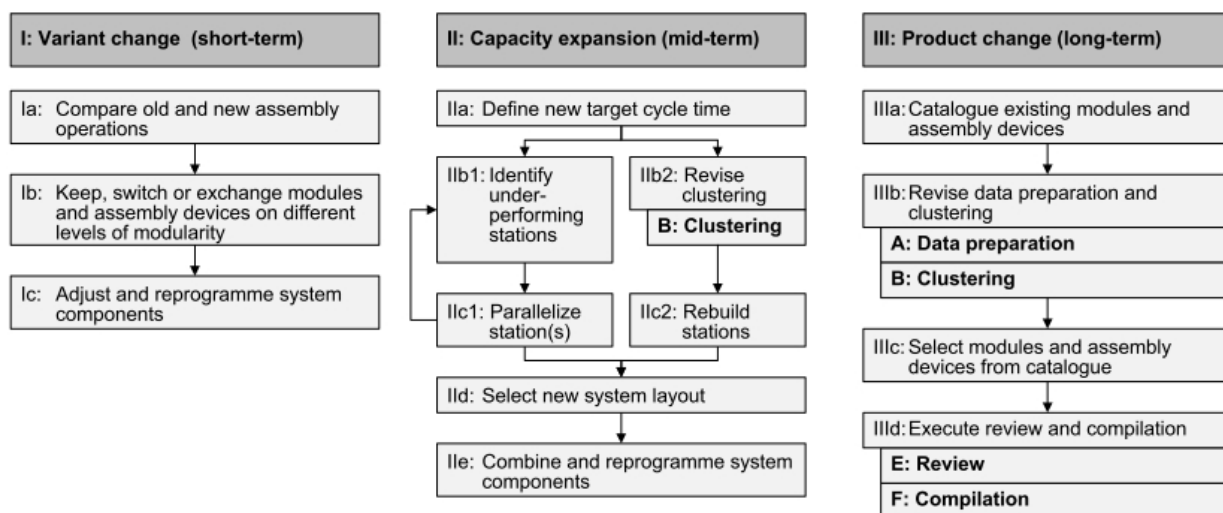 I: Variant change (short-term)
Ia: Compare old and new assembly
operations
Ib: Keep, switch or exchange modules
and assembly devices on different
levels of modularity
Ic: Adjust and reprogramme system
components
II: Capacity expansion (mid-term)
IIa: Define new target cycle time
IIb1: Identify
under-
performing
stations
IIb2: Revise
clustering
B: Clustering
IIc1: Parallelize
station(s)
IIc2: Rebuild
stations
IId: Select new system layout
IIe: Combine and reprogramme system
components
III: Product change (long-term)
IIIa: Catalogue existing modules and
assembly devices
IIIb: Revise data preparation and
clustering
A: Data preparation
B: Clustering
IIIc: Select modules and assembly
devices from catalogue
IIId: Execute review and compilation
E: Review
F: Compilation